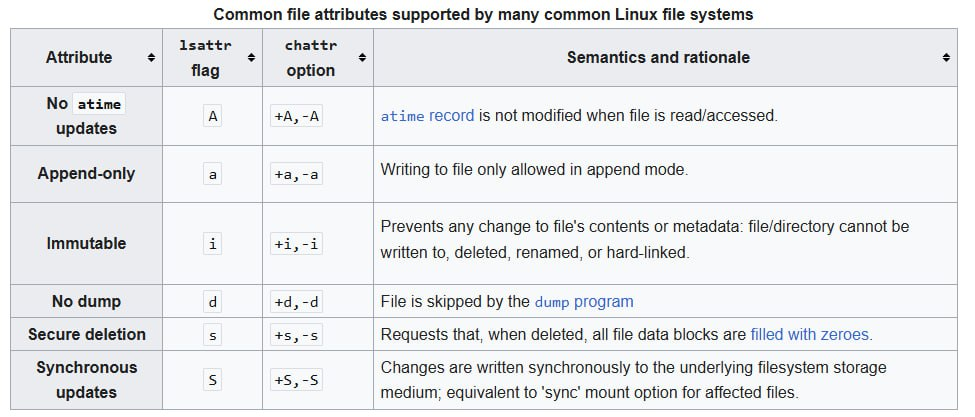 Common file attributes supported by many common Linux file systems
Attribute lsattr flag chattr option Semantics and rationale
No atime updates A +A,-A atime record is not modified when file is read/accessed.
Append-only a +a,-a Writing to file only allowed in append mode.
Immutable i +i,-i Prevents any change to file's contents or metadata: file/directory cannot be
written to, deleted, renamed, or hard-linked.
No dump d +d,-d File is skipped by the dump program
Secure deletion s +s,-s Requests that, when deleted, all file data blocks are filled with zeroes.
Synchronous updates S +S,-S Changes are written synchronously to the underlying filesystem storage
medium; equivalent to 'sync' mount option for affected files.